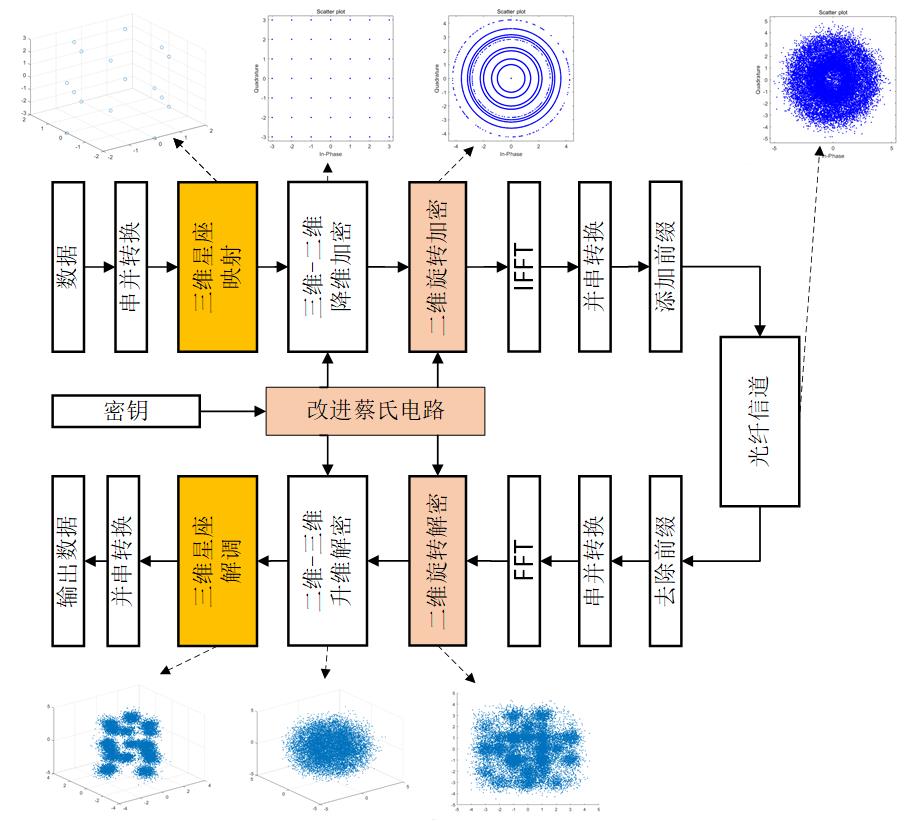 Scatter plot
Quadrature
In-Phase
Scatter plot
Quadrature
In-Phase
Scatter plot
Quadrature
In-Phase
数据
串并转换
三维星座
映射
三维-二维
降维加密
二维旋转加密
IFFT
并串转换
添加前缀
密钥
改进蔡氏电路
光纤信道
输出数据
并串转换
三维星座
解调
二维-三维
升维解密
二维旋转解密
FFT
串并转换
去除前缀